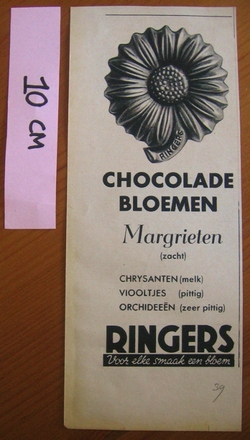 10 CM
RINGERS
CHOCOLADE
BLOEMEN
Margrieten
(zacht)
CHRYSANTEN (melk)
VIOOLTJES (pittig)
ORCHIDEEËN (zeer pittig)
RINGERS
Voor elke smaak een bloem
39